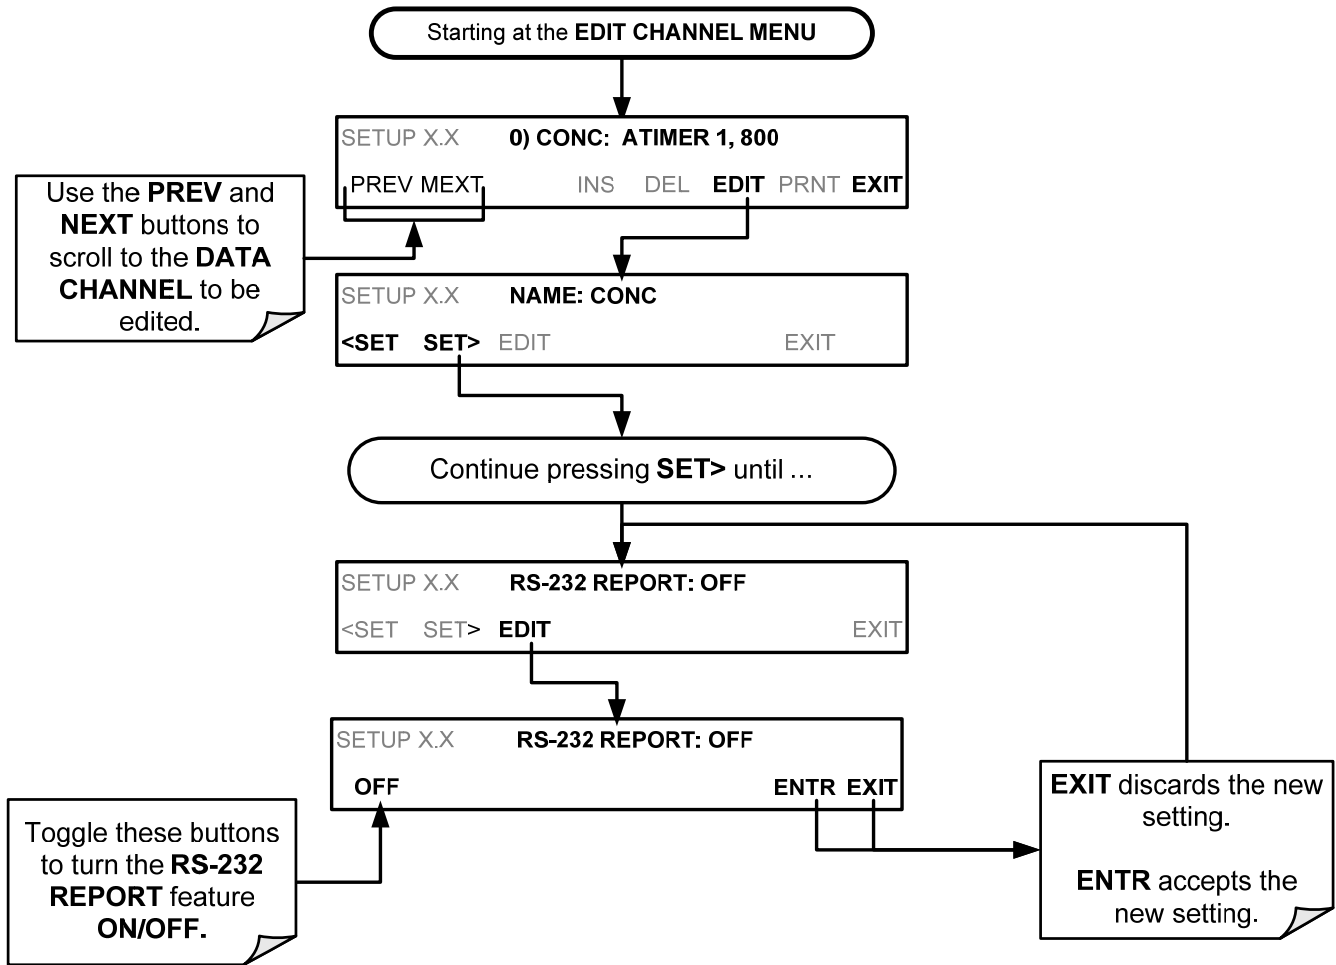 Starting at the EDIT CHANNEL MENU
SETUP X.X 0) CONC: ATIMER 1, 800
PREV MEXT INS DEL EDIT PRNT EXIT
Use the PREV and
NEXT buttons to
scroll to the DATA
CHANNEL to be
edited.
SETUP X.X NAME: CONC
<SET SET> EDIT EXIT
Continue pressing SET> until ...
SETUP X.X RS-232 REPORT: OFF
<SET SET> EDIT EXIT
SETUP X.X RS-232 REPORT: OFF
OFF ENTR EXIT
Toggle these buttons
to turn the RS-232
REPORT feature
ON/OFF.
EXIT discards the new
setting.
ENTR accepts the
new setting.